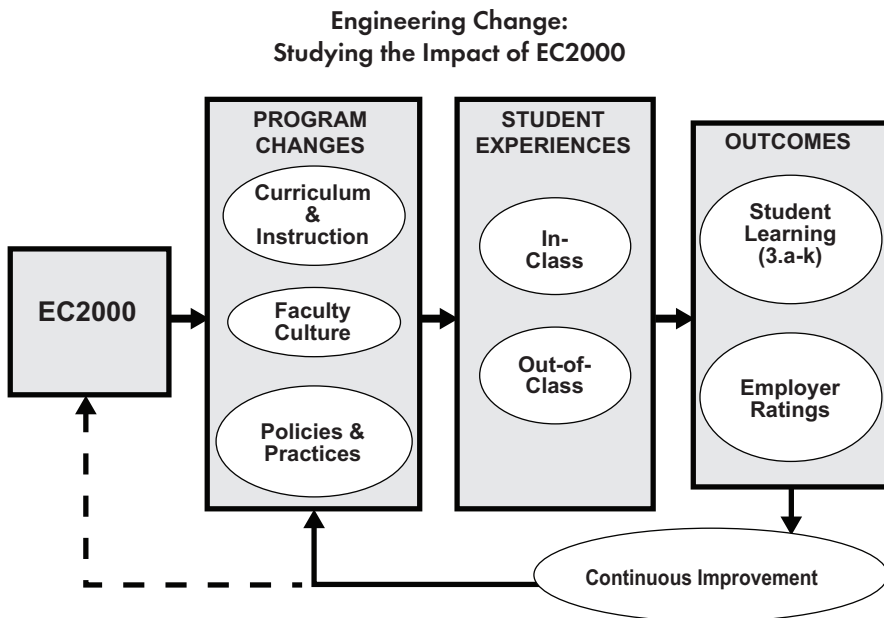 Engineering Change:
Studying the Impact of EC2000
EC2000
PROGRAM
CHANGES
Curriculum
&
Instruction
Faculty
Culture
Policies &
Practices
STUDENT
EXPERIENCES
In-
Class
Out-of-
Class
OUTCOMES
Student
Learning
(3.a-k)
Employer
Ratings
Continuous Improvement